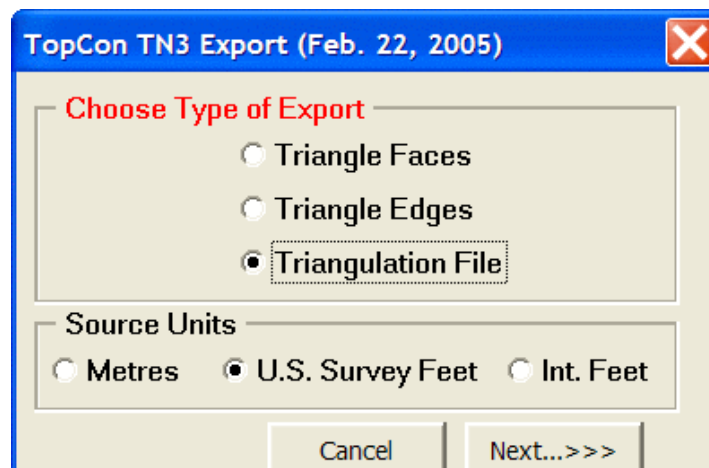 TopCon TN3 Export (Feb. 22, 2005)
Choose Type of Export
Triangle Faces
Triangle Edges
Triangulation File
Source Units
Metres U.S. Survey Feet Int. Feet
Cancel Next...>>>